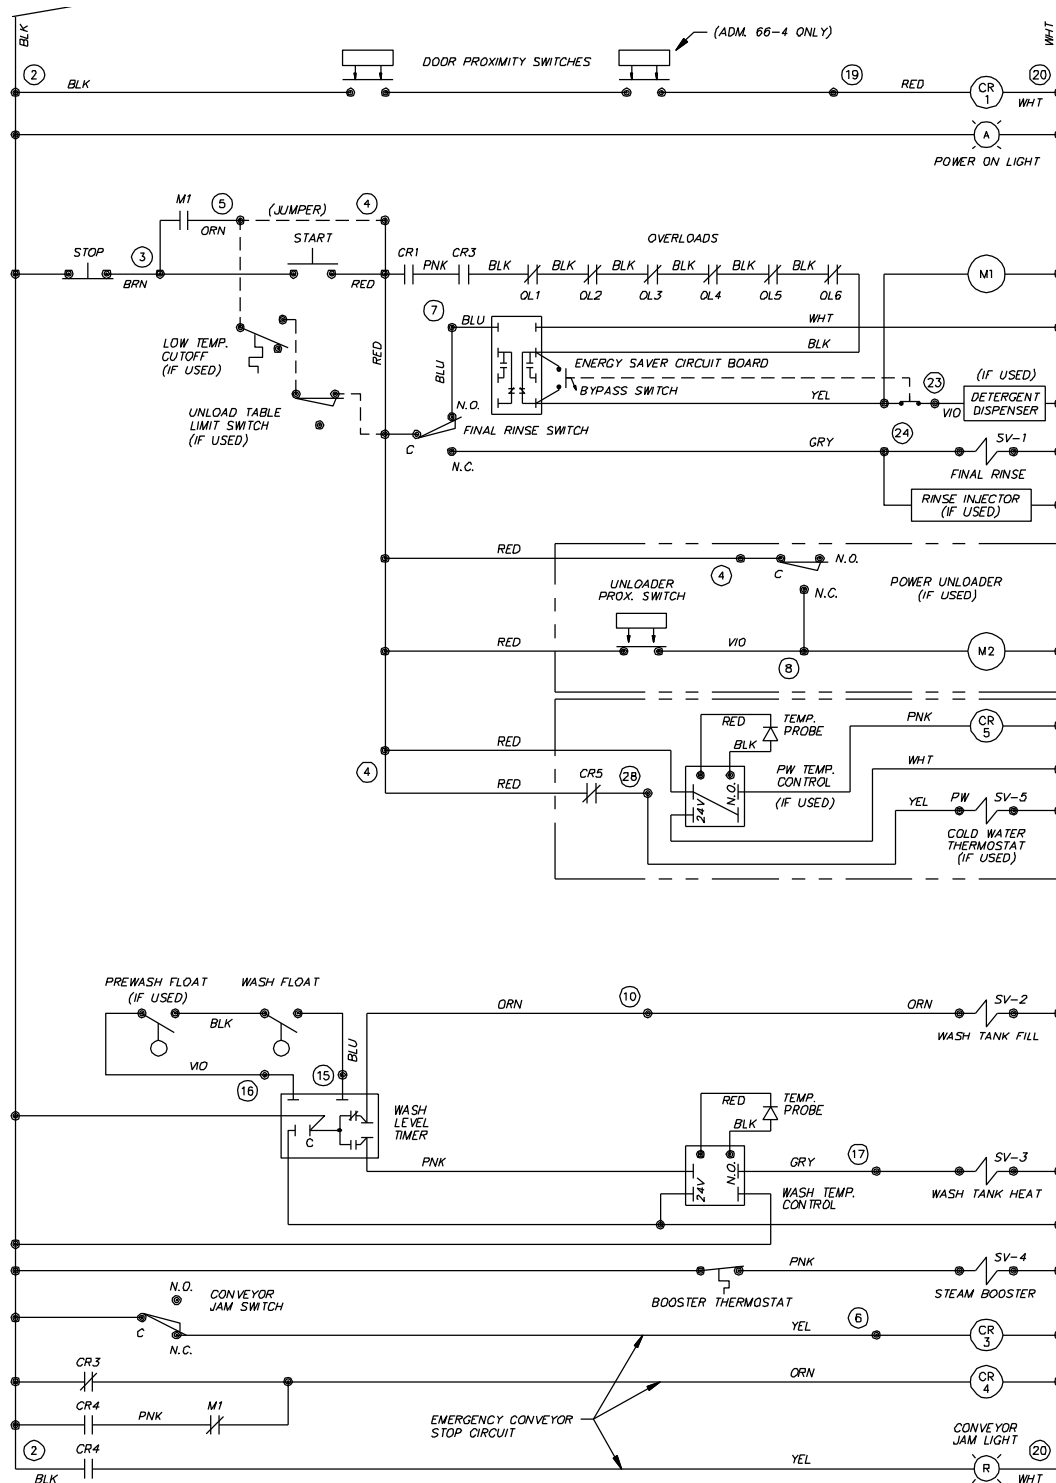 BLK
WHT
(ADM. 66-4 ONLY)
2
BLK
DOOR PROXIMITY SWITCHES
19
RED
CR
1
20
WHT
A
POWER ON LIGHT
M1
5
ORN
(JUMPER)
4
STOP
3
BRN
START
RED
CR1
PNK
CR3
OVERLOADS
BLK
BLK
BLK
BLK
BLK
BLK
OL1
OL2
OL3
OL4
OL5
OL6
M1
7
BLU
WHT
LOW TEMP.
CUTOFF
(IF USED)
RED
BLU
BLK
ENERGY SAVER CIRCUIT BOARD
BYPASS SWITCH
YEL
23
VIO
(IF USED)
DETERGENT
DISPENSER
UNLOAD TABLE
LIMIT SWITCH
(IF USED)
N.O.
FINAL RINSE SWITCH
C
N.C.
GRY
24
SV-1
FINAL RINSE
RINSE INJECTOR
(IF USED)
RED
4
C
N.O.
N.C.
POWER UNLOADER
(IF USED)
UNLOADER
PROX. SWITCH
RED
VIO
8
M2
RED
4
RED
CR5
28
RED
BLK
TEMP.
PROBE
24V
N.O.
PW TEMP.
CONTROL
(IF USED)
PNK
CR
5
WHT
YEL
PW
SV-5
COLD WATER
THERMOSTAT
(IF USED)
PREWASH FLOAT
(IF USED)
WASH FLOAT
BLK
VIO
16
15
BLU
ORN
10
ORN
SV-2
WASH TANK FILL
C
WASH
LEVEL
TIMER
PNK
RED
BLK
TEMP.
PROBE
24V
N.O.
WASH TEMP.
CONTROL
GRY
17
SV-3
WASH TANK HEAT
BOOSTER THERMOSTAT
PNK
SV-4
STEAM BOOSTER
N.O.
CONVEYOR
JAM SWITCH
C
N.C.
YEL
6
CR
3
CR3
ORN
CR
4
CR4
PNK
M1
EMERGENCY CONVEYOR
STOP CIRCUIT
CONVEYOR
JAM LIGHT
2
BLK
CR4
YEL
R
20
WHT